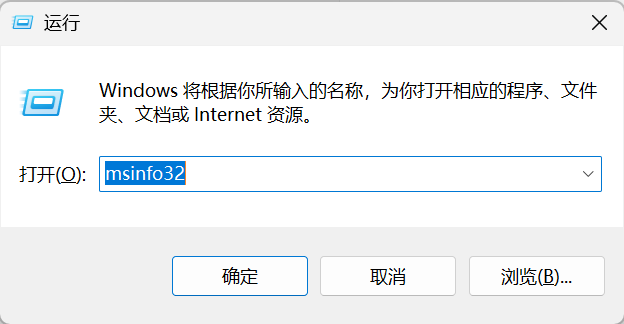 运行
Windows 将根据你所输入的名称，为你打开相应的程序、文件
夹、文档或 Internet 资源。
打开(O): msinfo32
确定 取消 浏览(B)...